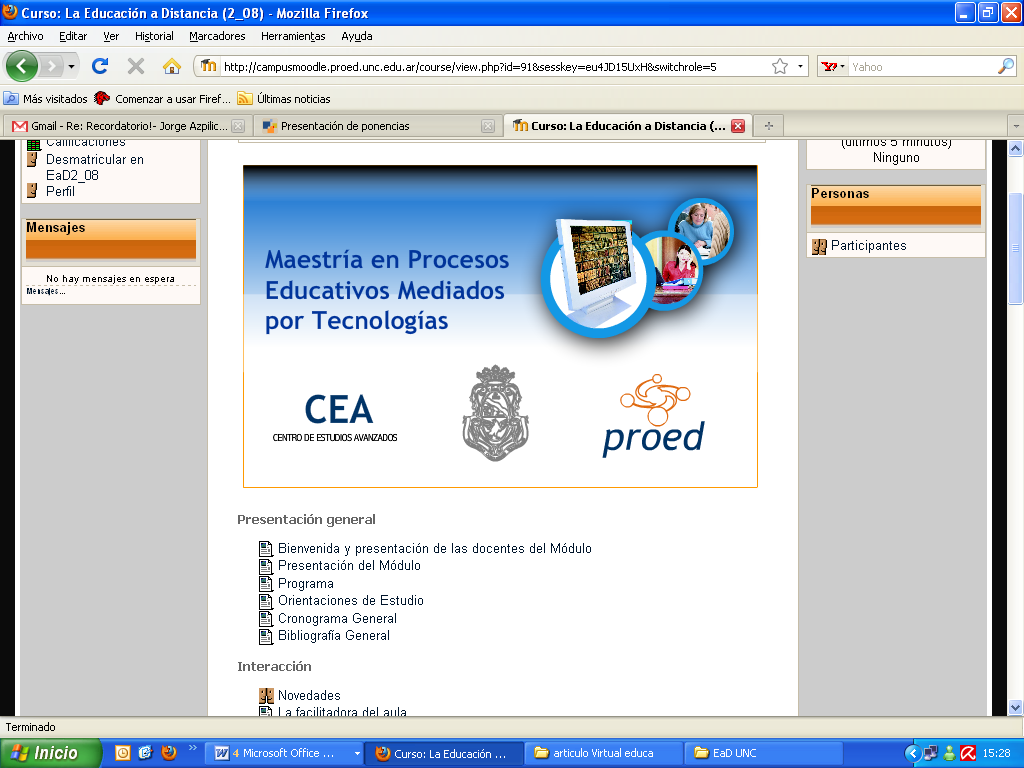 Curso: La Educación a Distancia (2_08) - Mozilla Firefox
Archivo Editar Ver Historial Marcadores Herramientas Ayuda
http://campusmoodle.proed.unc.edu.ar/course/view.php?id=91&sesskey=eu4JD15UxH&switchrole=5
Yahoo
Más visitados Comenzar a usar Firef... Últimas noticias
Gmail - Re: Recordatorio!- Jorge Azpilic... Presentación de ponencias Curso: La Educación a Distancia (...
Calificaciones
Desmatricular en
EaD2_08
Perfil
Mensajes
No hay mensajes en espera
Mensajes...
Maestría en Procesos
Educativos Mediados
por Tecnologías
CEA
CENTRO DE ESTUDIOS AVANZADOS
proed
Presentación general
Bienvenida y presentación de las docentes del Módulo
Presentación del Módulo
Programa
Orientaciones de Estudio
Cronograma General
Bibliografía General
Interacción
Novedades
La facilitadora del aula
(últimos 5 minutos)
Ninguno
Personas
Participantes
Terminado
Inicio
4 Microsoft Office ... Curso: La Educación ... articulo Virtual educa EaD UNC 15:28